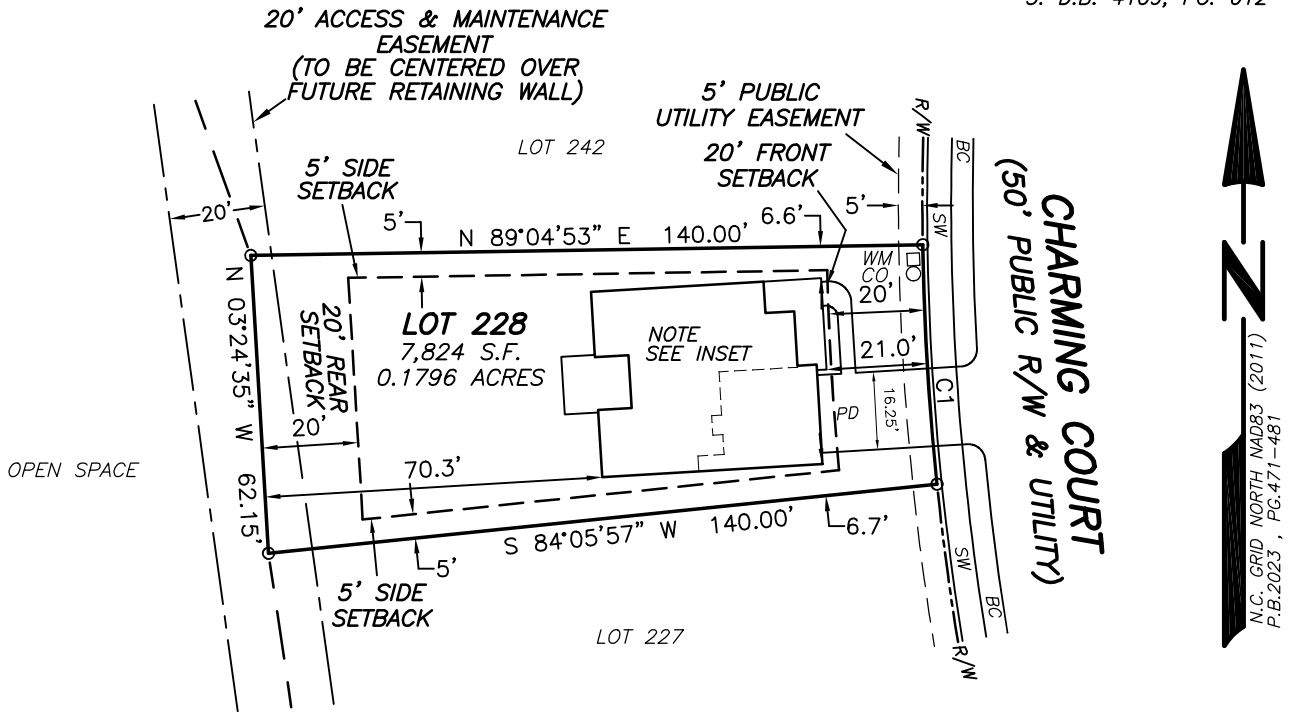 20' ACCESS & MAINTENANCE
EASEMENT
(TO BE CENTERED OVER
FUTURE RETAINING WALL)
5' PUBLIC
UTILITY EASEMENT
R/W
BC
LOT 242
20' FRONT
SETBACK
5' SIDE
SETBACK
20'
5'
N 89°04'53" E 140.00'
6.6'
5'
SW
CHARMING COURT
(50' PUBLIC R/W & UTILITY)
WM
CO
20'
N 03°24'35" W 62.15'
20' REAR
SETBACK
LOT 228
7,824 S.F.
0.1796 ACRES
NOTE
SEE INSET
21.0'
C1
16.25'
PD
20'
OPEN SPACE
70.3'
S 84°05'57" W 140.00'
6.7'
5'
5' SIDE
SETBACK
SW
BC
LOT 227
R/W
N
N.C. GRID NORTH NAD83 (2011)
P.B.2023 , PG.471-481